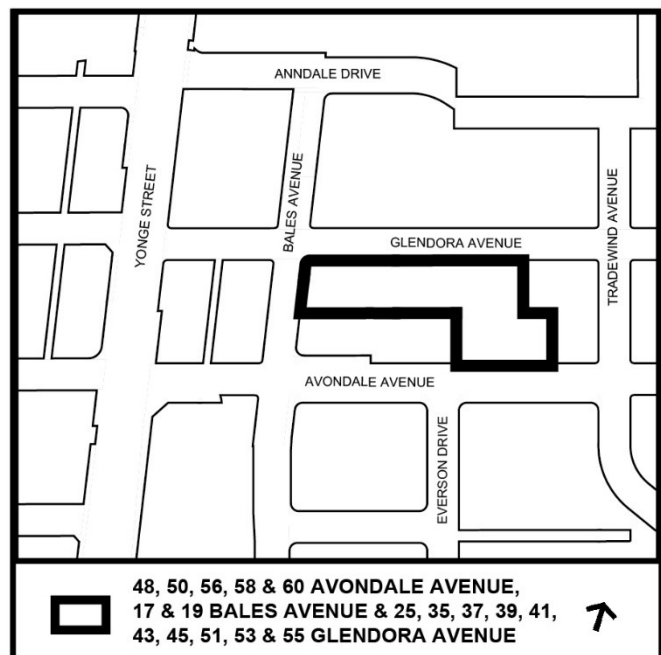 ANNDALE DRIVE
YONGE STREET
BALES AVENUE
GLENDORA AVENUE
TRADEWIND AVENUE
AVONDALE AVENUE
EVERSON DRIVE
48, 50, 56, 58 & 60 AVONDALE AVENUE,
17 & 19 BALES AVENUE & 25, 35, 37, 39, 41,
43, 45, 51, 53 & 55 GLENDORA AVENUE